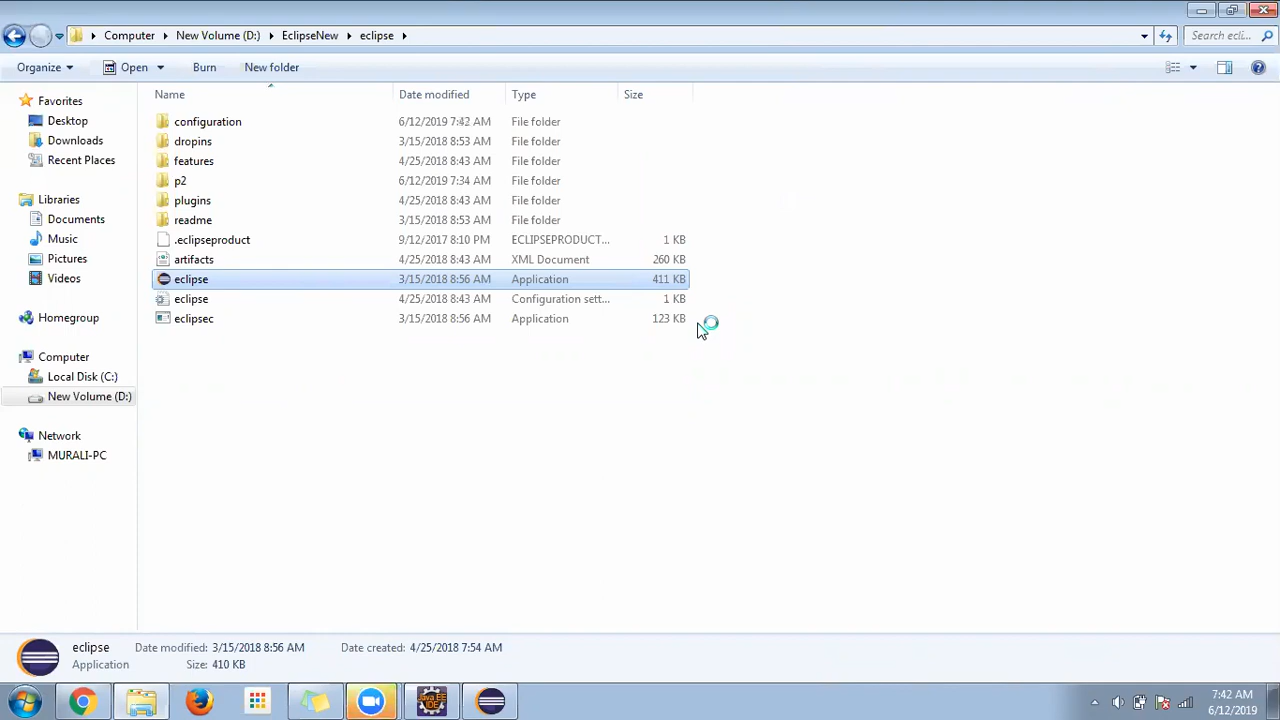 Computer New Volume (D:) EclipseNew eclipse
Search ecli...
Organize Open Burn New folder
Name Date modified Type Size
Favorites
Desktop
Downloads
Recent Places
Libraries
Documents
Music
Pictures
Videos
Homegroup
Computer
Local Disk (C:)
New Volume (D:)
Network
MURALI-PC
configuration 6/12/2019 7:42 AM File folder
dropins 3/15/2018 8:53 AM File folder
features 4/25/2018 8:43 AM File folder
p2 6/12/2019 7:34 AM File folder
plugins 4/25/2018 8:43 AM File folder
readme 3/15/2018 8:53 AM File folder
.eclipseproduct 9/12/2017 8:10 PM ECLIPSEPRODUCT... 1 KB
artifacts 4/25/2018 8:43 AM XML Document 260 KB
eclipse 3/15/2018 8:56 AM Application 411 KB
eclipse 4/25/2018 8:43 AM Configuration sett... 1 KB
eclipsec 3/15/2018 8:56 AM Application 123 KB
eclipse Date modified: 3/15/2018 8:56 AM Date created: 4/25/2018 7:54 AM
Application Size: 410 KB
Java EE
IDE
7:42 AM
6/12/2019